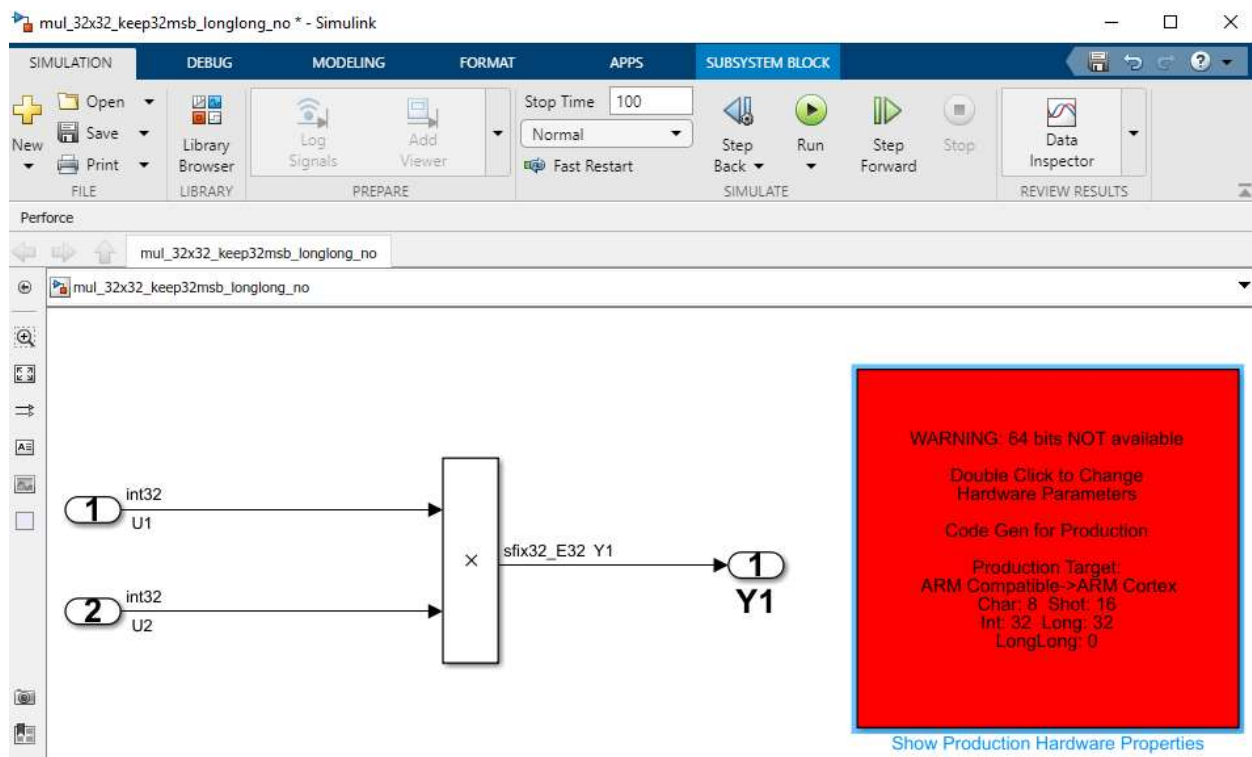 mul_32x32_keep32msb_longlong_no * - Simulink
SIMULATION DEBUG MODELING FORMAT APPS SUBSYSTEM BLOCK
New
Open
Save
Print
FILE
Library
Browser
LIBRARY
Log
Signals
Add
Viewer
PREPARE
Stop Time 100
Normal
Fast Restart
Step
Back
Run
Step
Forward
Stop
SIMULATE
Data
Inspector
REVIEW RESULTS
Perforce
mul_32x32_keep32msb_longlong_no
mul_32x32_keep32msb_longlong_no
1
int32
U1
2
int32
U2
×
sfix32_E32 Y1
1
Y1
WARNING: 64 bits NOT available
Double Click to Change
Hardware Parameters
Code Gen for Production
Production Target:
ARM Compatible->ARM Cortex
Char: 8 Shot: 16
Int: 32 Long: 32
LongLong: 0
Show Production Hardware Properties